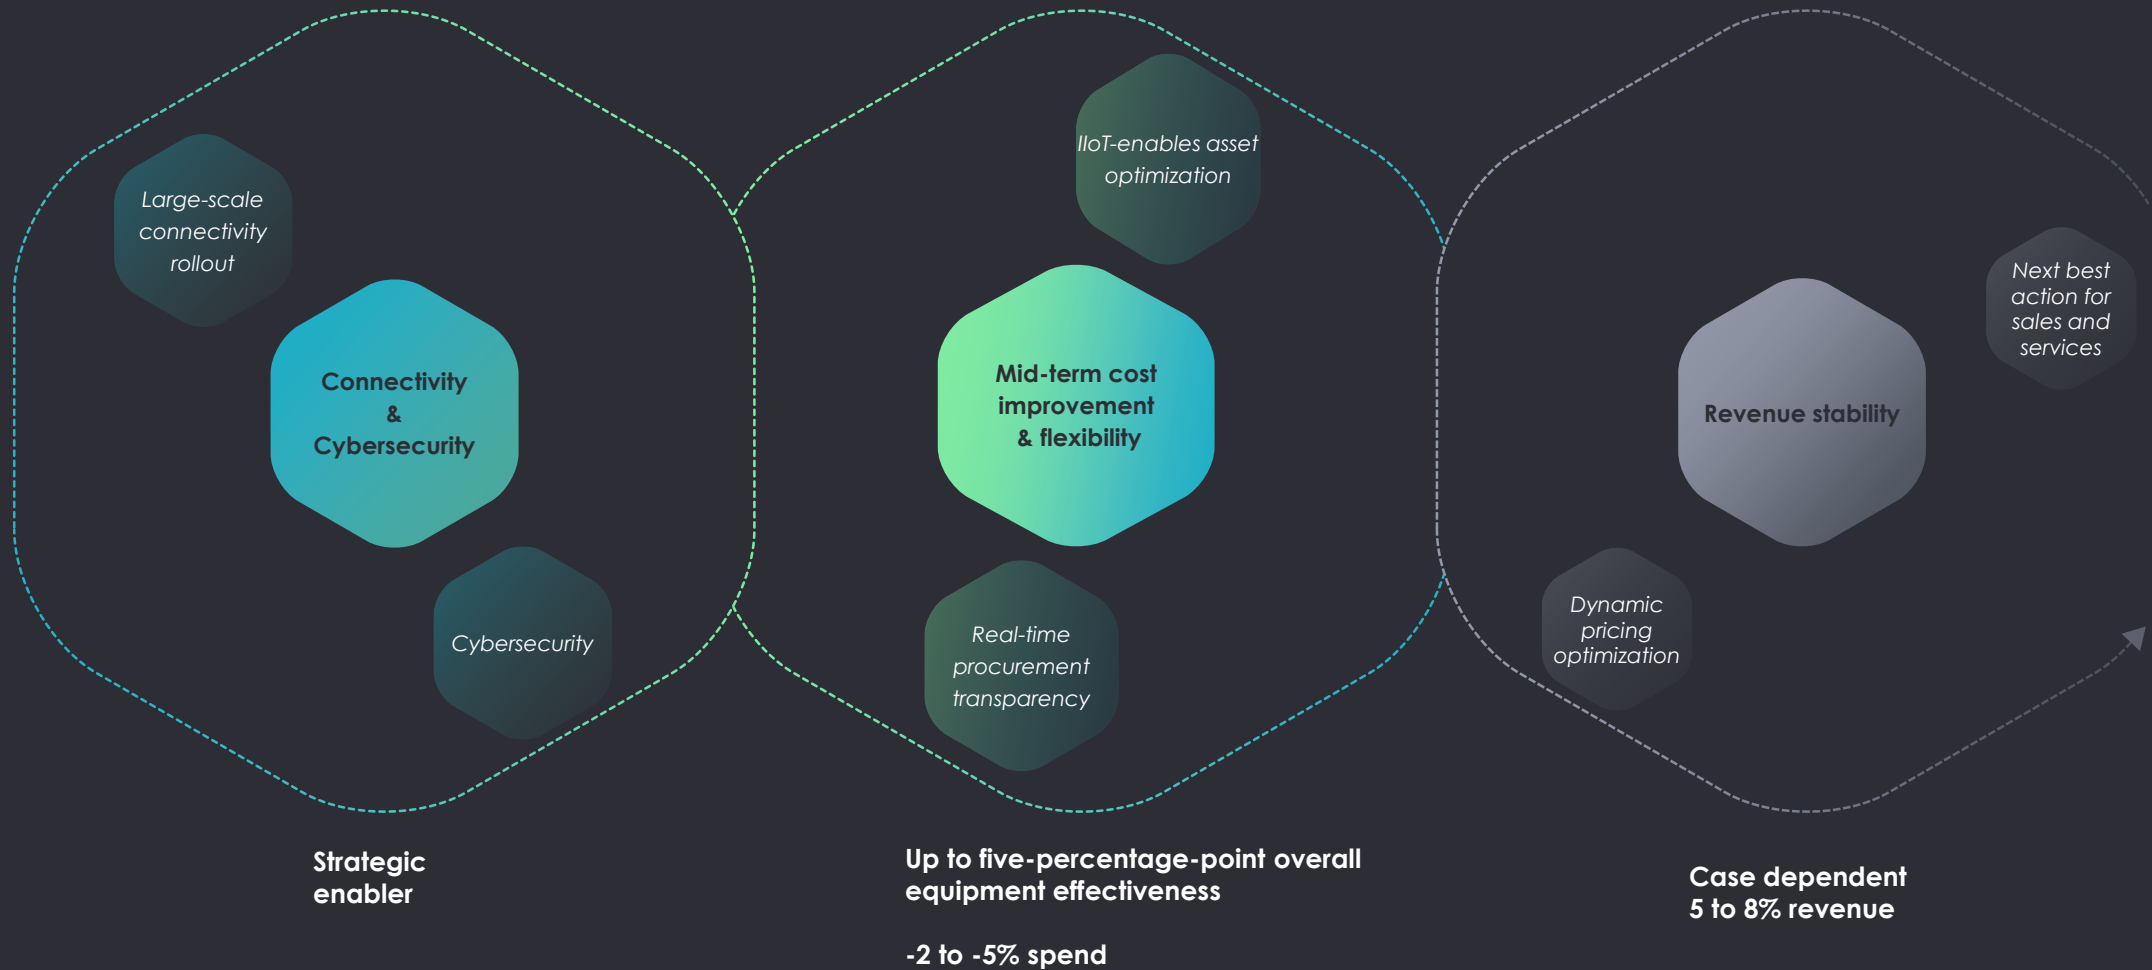 Large-scale
connectivity
rollout
Connectivity
&
Cybersecurity
Cybersecurity
Strategic
enabler
IIoT-enables asset
optimization
Mid-term cost
improvement
& flexibility
Real-time
procurement
transparency
Up to five-percentage-point overall
equipment effectiveness
-2 to -5% spend
Next best
action for
sales and
services
Revenue stability
Dynamic
pricing
optimization
Case dependent
5 to 8% revenue